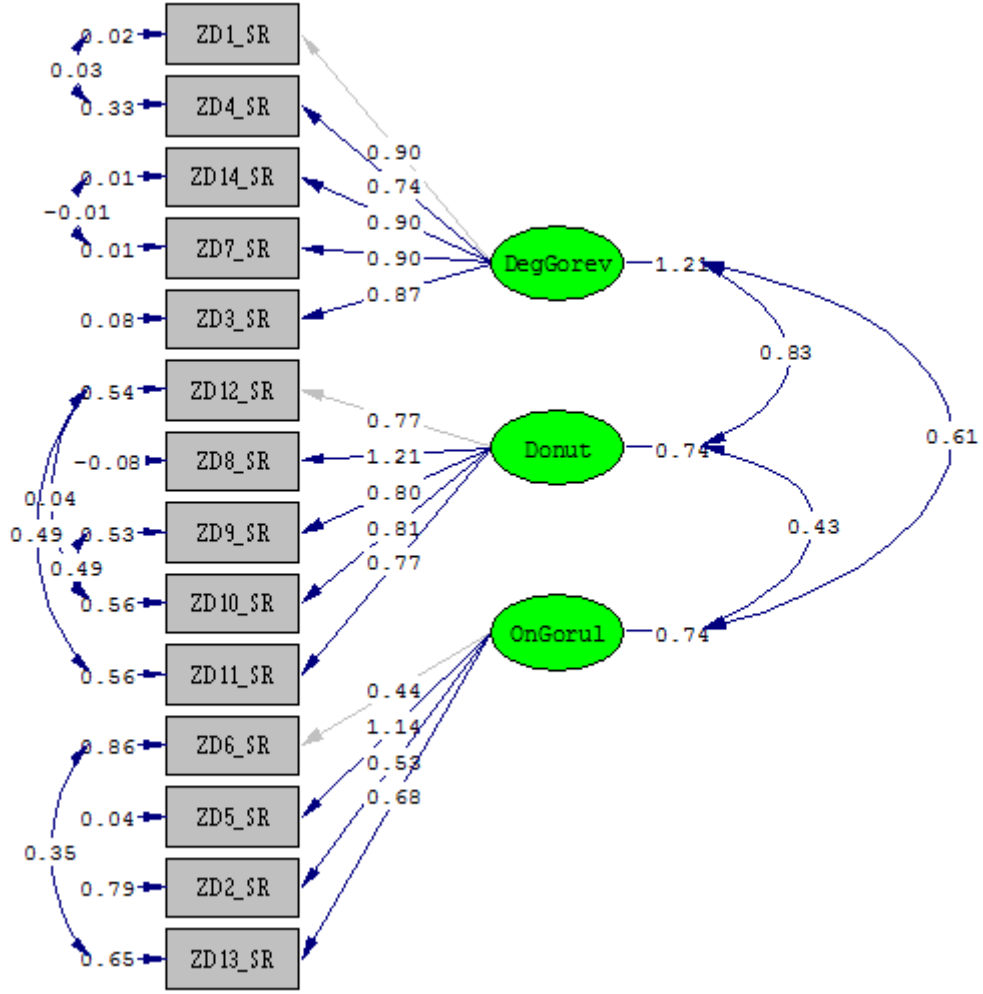 0.02 ZD1_SR
0.03
0.33 ZD4_SR
0.90
0.01 ZD14_SR 0.74
-0.01 0.90
0.01 ZD7_SR 0.90 DegGorev 1.21
0.87
0.08 ZD3_SR
0.83
0.54 ZD12_SR
0.77 0.61
-0.08 ZD8_SR 1.21 Donut 0.74
0.04 0.80
0.49 0.53 ZD9_SR 0.81 0.43
0.49 0.77
0.56 ZD10_SR
OnGorul 0.74
0.56 ZD11_SR
0.44
0.86 ZD6_SR 1.14
0.53
0.04 ZD5_SR 0.68
0.35
0.79 ZD2_SR
0.65 ZD13_SR